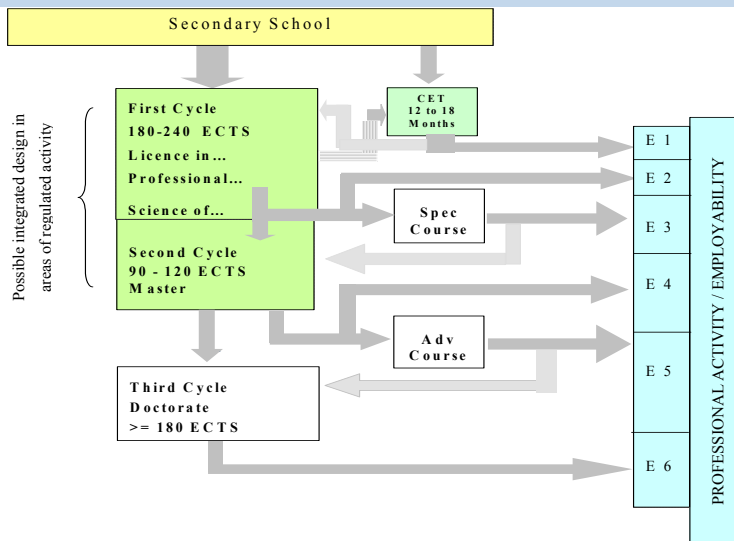 Secondary School
First Cycle
180-240 ECTS
Licence in...
Professional...
Science of...
Second Cycle
90 - 120 ECTS
Master
CET
12 to 18
Months
Spec
Course
Adv
Course
Third Cycle
Doctorate
>= 180 ECTS
E 1
E 2
E 3
E 4
E 5
E 6
Possible integrated design in
areas of regulated activity
PROFESSIONAL ACTIVITY / EMPLOYABILITY